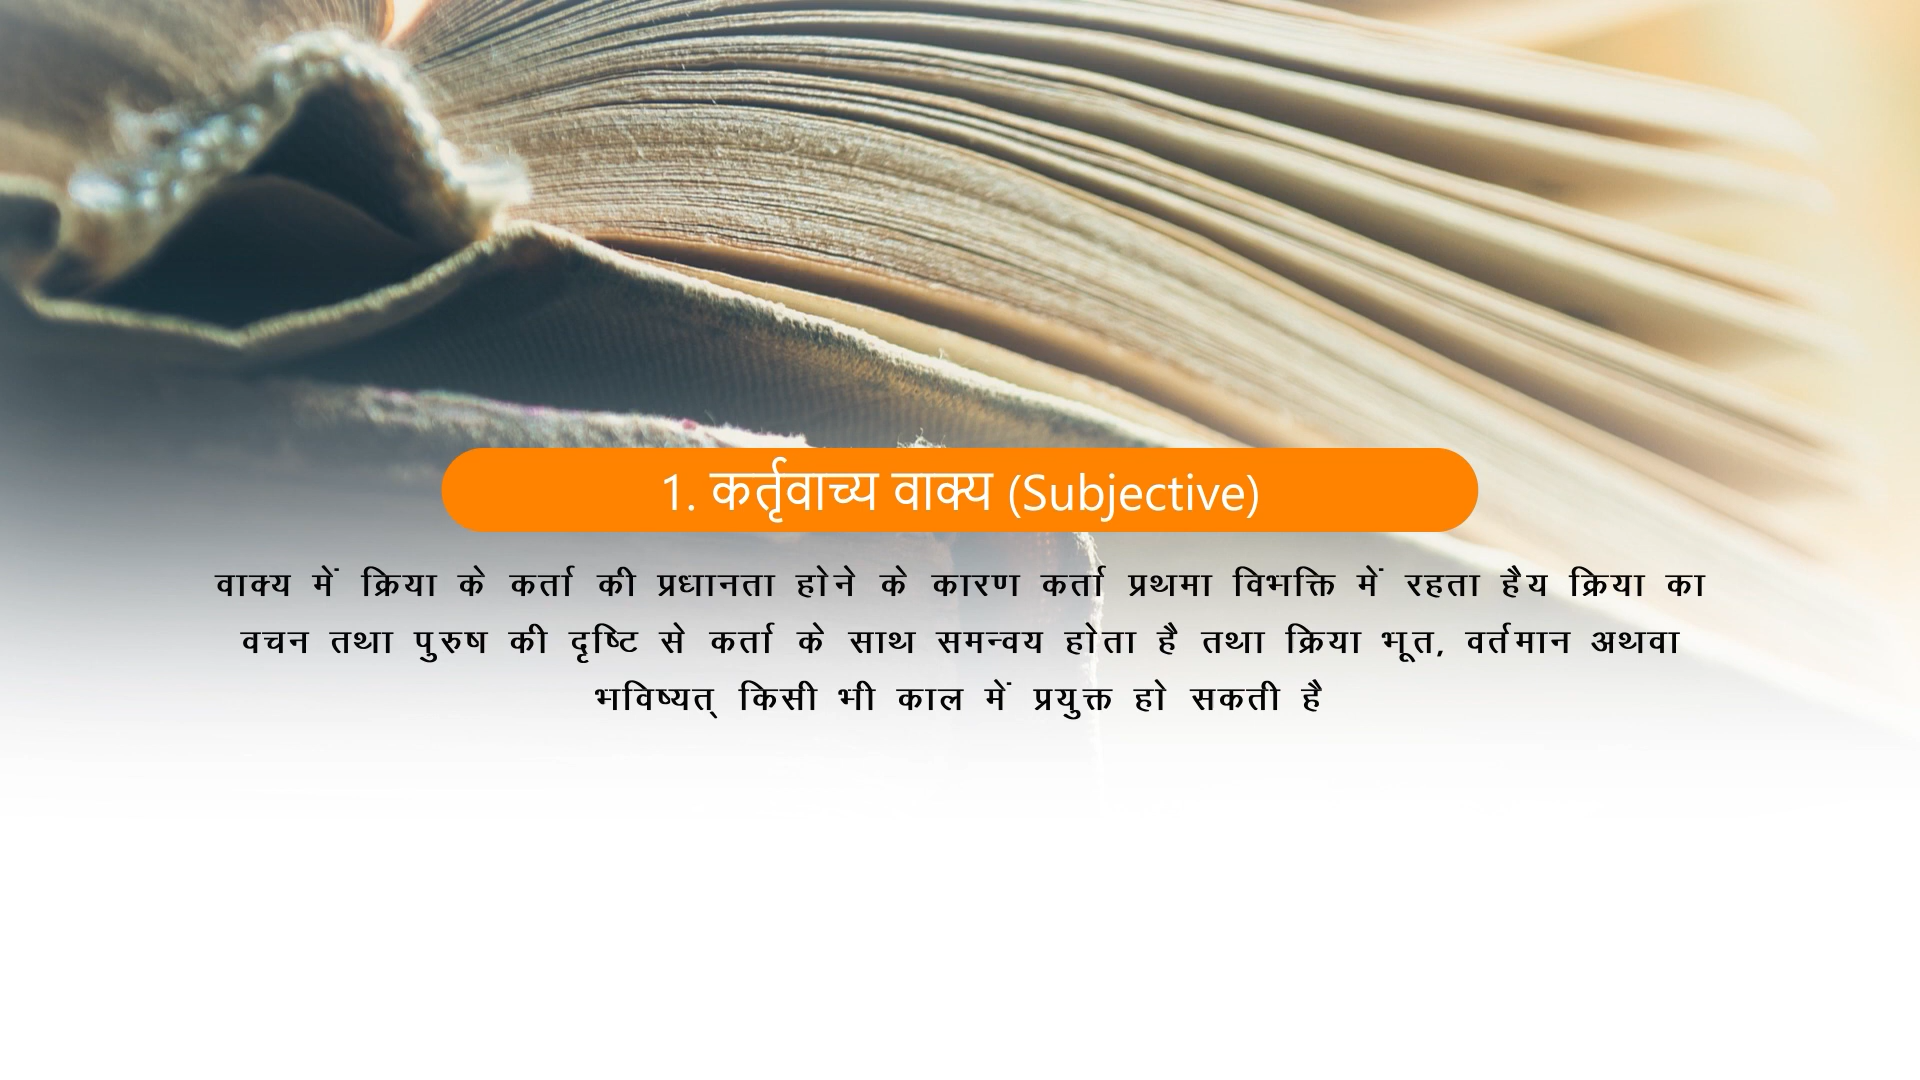 1. कर्तृवाच्य वाक्य (Subjective)
वाक्य में क्रिया के कर्ता की प्रधानता होने के कारण कर्ता प्रथमा विभक्ति में रहता हैय क्रिया का
वचन तथा पुरुष की दृष्टि से कर्ता के साथ समन्वय होता है तथा क्रिया भूत, वर्तमान अथवा
भविष्यत् किसी भी काल में प्रयुक्त हो सकती है